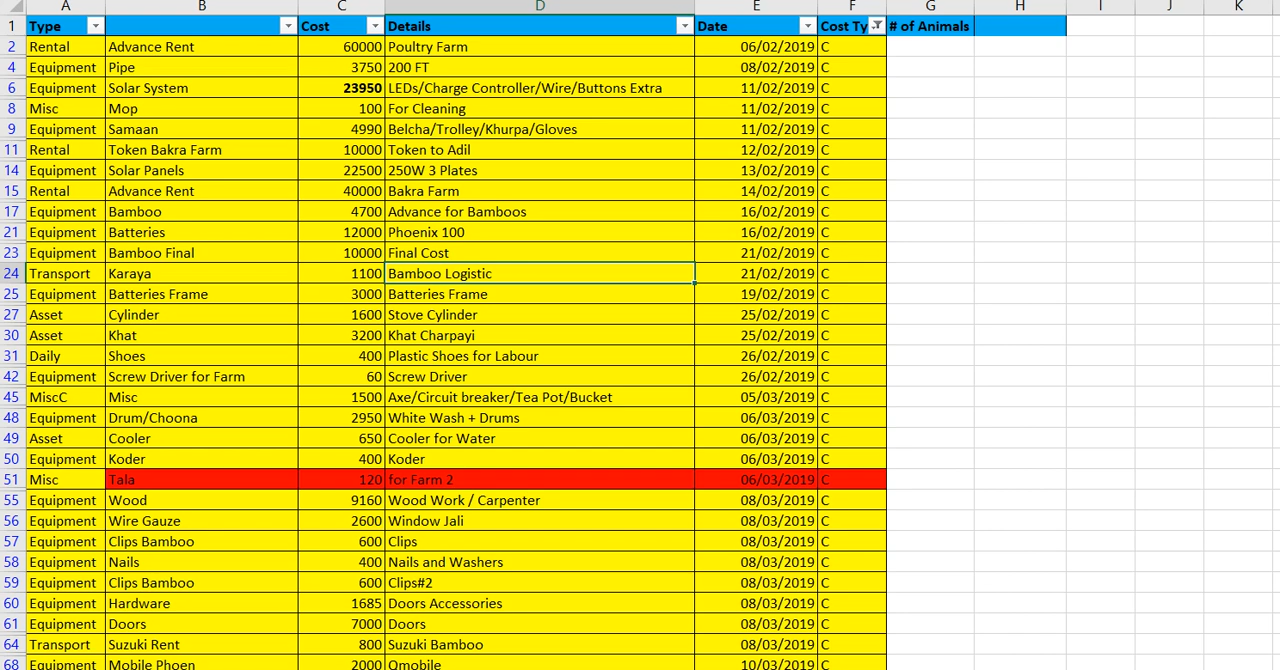 A B C D E F G H I J K
1 Type Cost Details Date Cost Ty # of Animals
2 Rental Advance Rent 60000 Poultry Farm 06/02/2019 C
4 Equipment Pipe 3750 200 FT 08/02/2019 C
6 Equipment Solar System 23950 LEDs/Charge Controller/Wire/Buttons Extra 11/02/2019 C
8 Misc Mop 100 For Cleaning 11/02/2019 C
9 Equipment Samaan 4990 Belcha/Trolley/Khurpa/Gloves 11/02/2019 C
11 Rental Token Bakra Farm 10000 Token to Adil 12/02/2019 C
14 Equipment Solar Panels 22500 250W 3 Plates 13/02/2019 C
15 Rental Advance Rent 40000 Bakra Farm 14/02/2019 C
17 Equipment Bamboo 4700 Advance for Bamboos 16/02/2019 C
21 Equipment Batteries 12000 Phoenix 100 16/02/2019 C
23 Equipment Bamboo Final 10000 Final Cost 21/02/2019 C
24 Transport Karaya 1100 Bamboo Logistic 21/02/2019 C
25 Equipment Batteries Frame 3000 Batteries Frame 19/02/2019 C
27 Asset Cylinder 1600 Stove Cylinder 25/02/2019 C
30 Asset Khat 3200 Khat Charpayi 25/02/2019 C
31 Daily Shoes 400 Plastic Shoes for Labour 26/02/2019 C
42 Equipment Screw Driver for Farm 60 Screw Driver 26/02/2019 C
45 MiscC Misc 1500 Axe/Circuit breaker/Tea Pot/Bucket 05/03/2019 C
48 Equipment Drum/Choona 2950 White Wash + Drums 06/03/2019 C
49 Asset Cooler 650 Cooler for Water 06/03/2019 C
50 Equipment Koder 400 Koder 06/03/2019 C
51 Misc Tala 120 for Farm 2 06/03/2019 C
55 Equipment Wood 9160 Wood Work / Carpenter 08/03/2019 C
56 Equipment Wire Gauze 2600 Window Jali 08/03/2019 C
57 Equipment Clips Bamboo 600 Clips 08/03/2019 C
58 Equipment Nails 400 Nails and Washers 08/03/2019 C
59 Equipment Clips Bamboo 600 Clips#2 08/03/2019 C
60 Equipment Hardware 1685 Doors Accessories 08/03/2019 C
61 Equipment Doors 7000 Doors 08/03/2019 C
64 Transport Suzuki Rent 800 Suzuki Bamboo 08/03/2019 C
68 Equipment Mobile Phoen 2000 Qmobile 10/03/2019 C